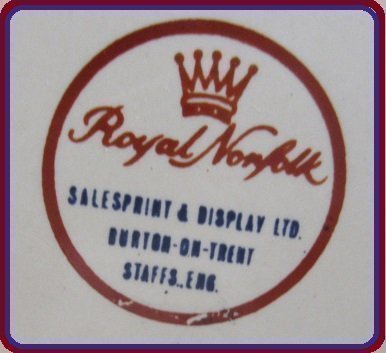 Royal Norfolk
SALESPRINT & DISPLAY LTD.
BURTON-ON-TRENT
STAFFS., ENG.